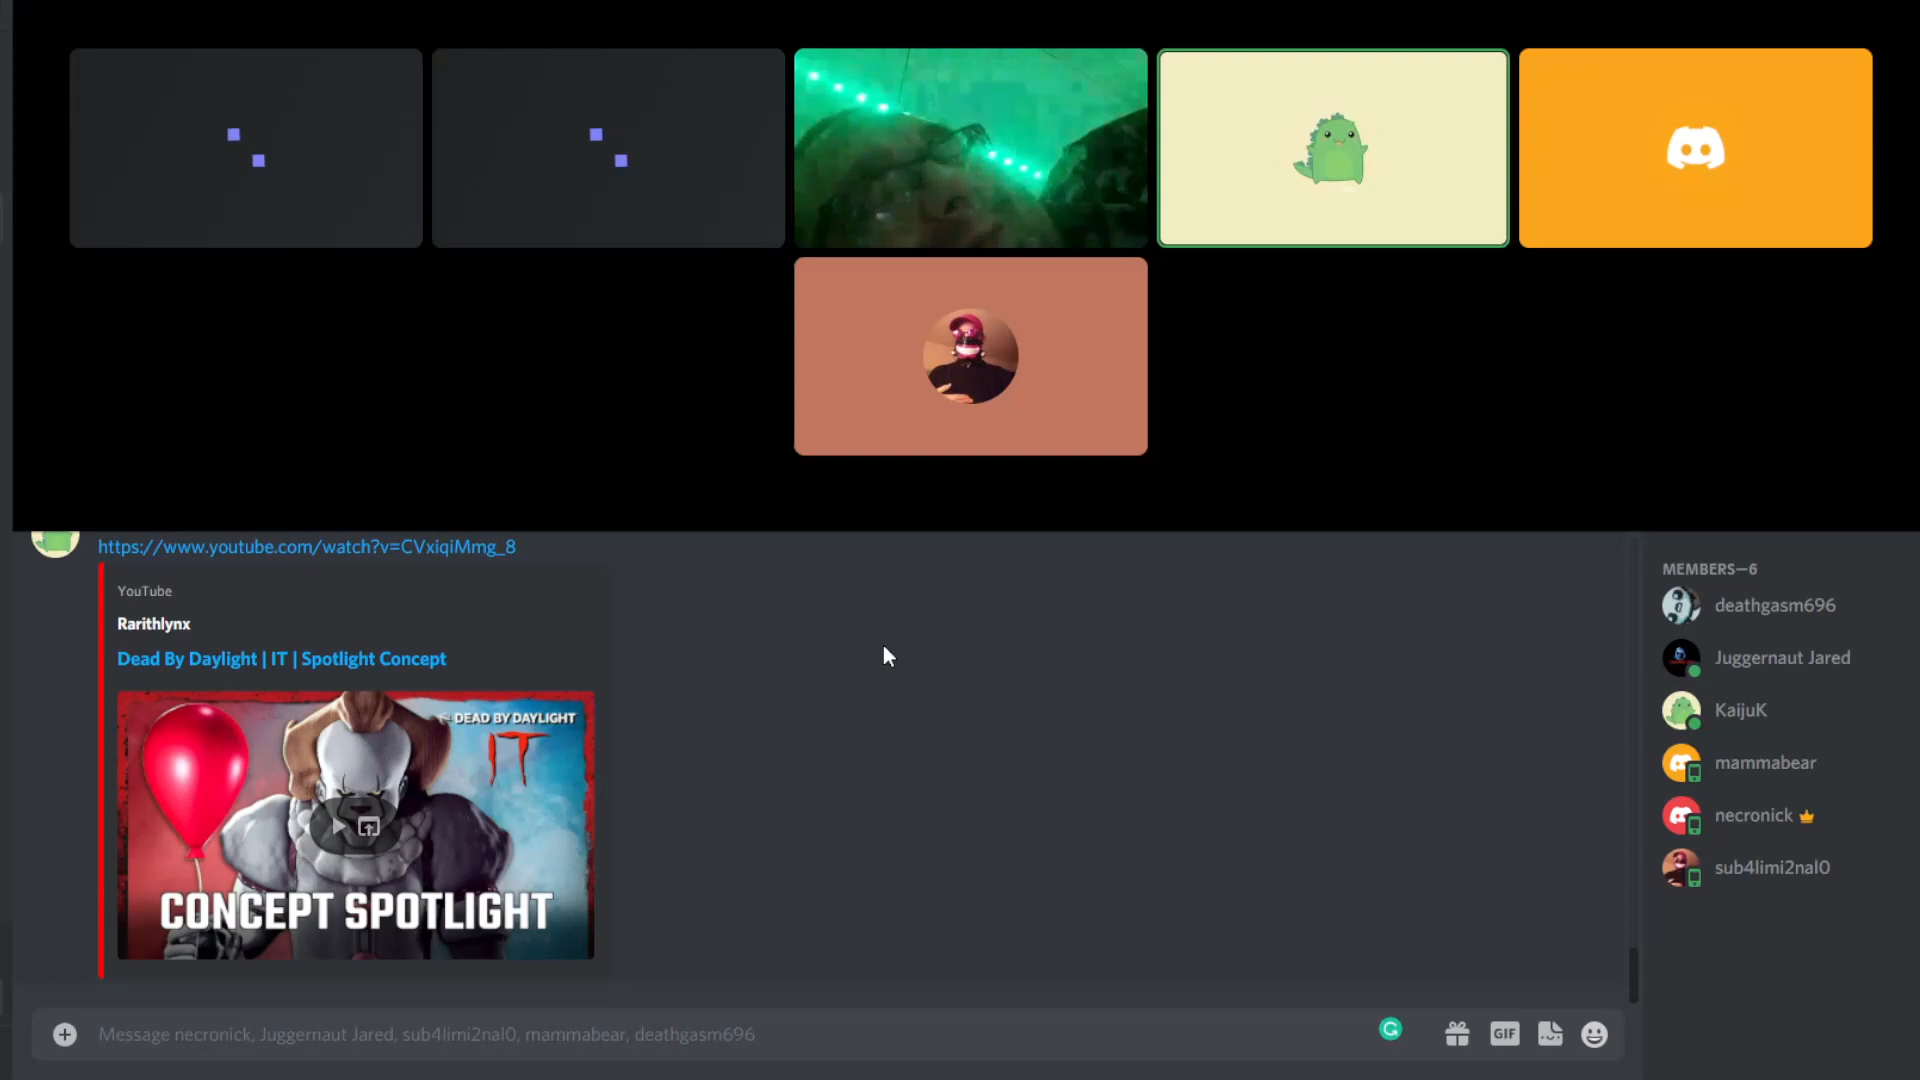 https://www.youtube.com/watch?v=CVxiqiMmg_8
YouTube
Rarithlynx
Dead By Daylight | IT | Spotlight Concept
DEAD BY DAYLIGHT
IT
CONCEPT SPOTLIGHT
Message necronick, Juggernaut Jared, sub4limi2nal0, mammabear, deathgasm696
GIF
MEMBERS—6
deathgasm696
Juggernaut Jared
KaijuK
mammabear
necronick
sub4limi2nal0